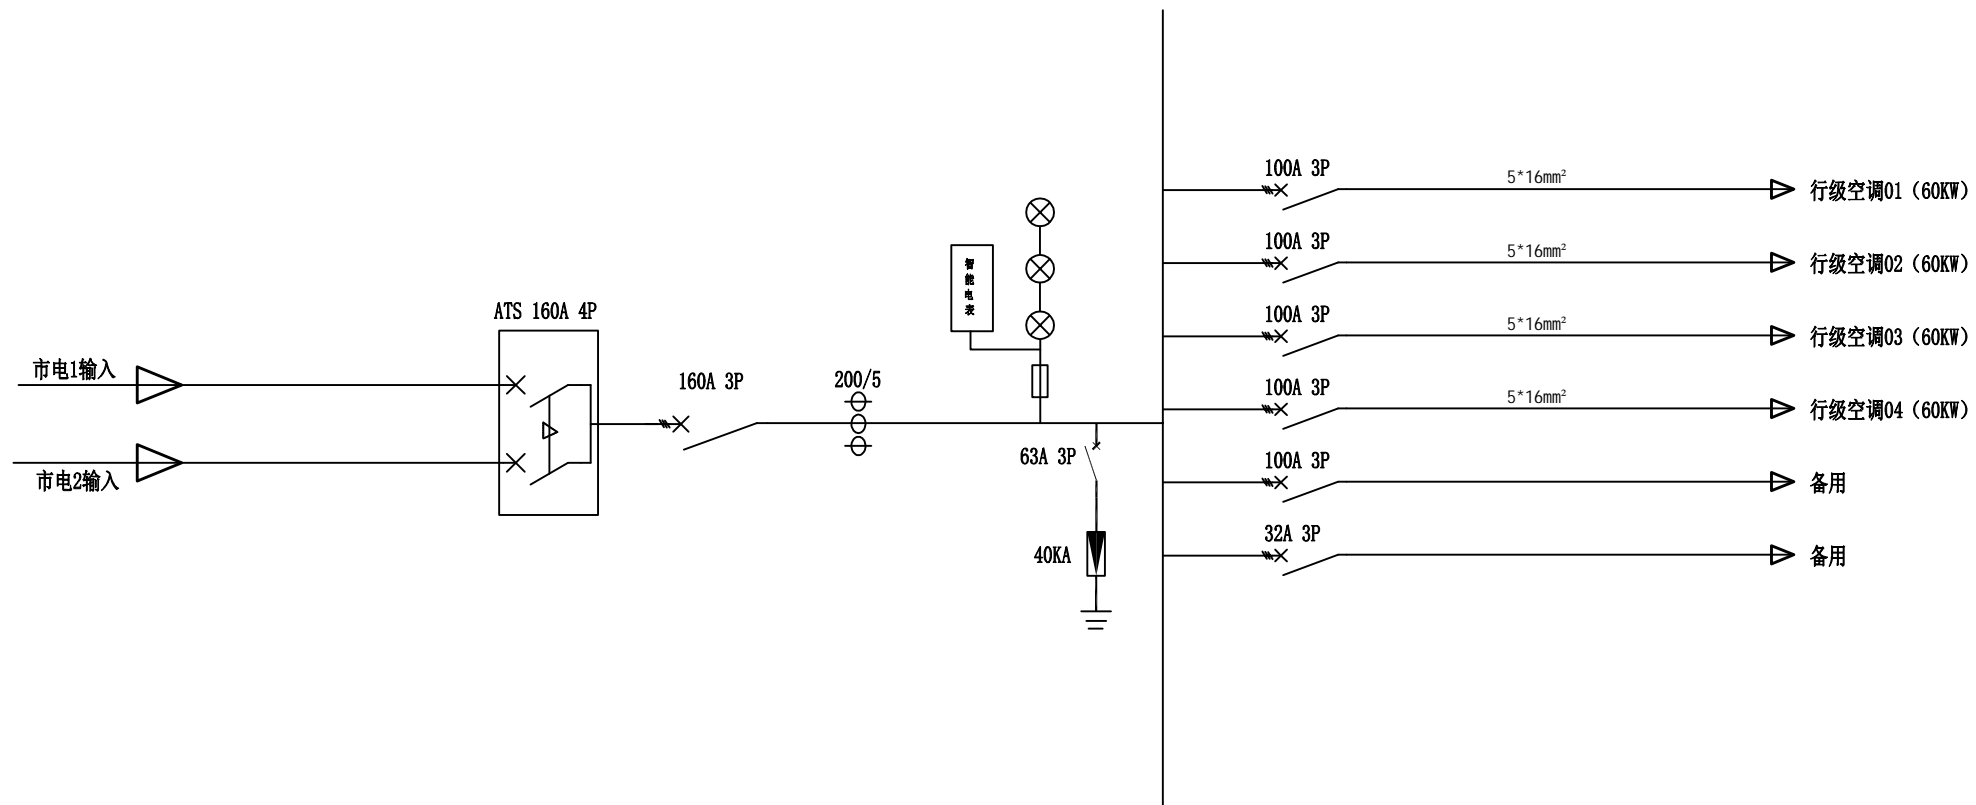 市电1输入
市电2输入
ATS 160A 4P
160A 3P
200/5
智能电表
63A 3P
40KA
100A 3P
5*16mm²
行级空调01（60KW）
100A 3P
5*16mm²
行级空调02（60KW）
100A 3P
5*16mm²
行级空调03（60KW）
100A 3P
5*16mm²
行级空调04（60KW）
100A 3P
备用
32A 3P
备用